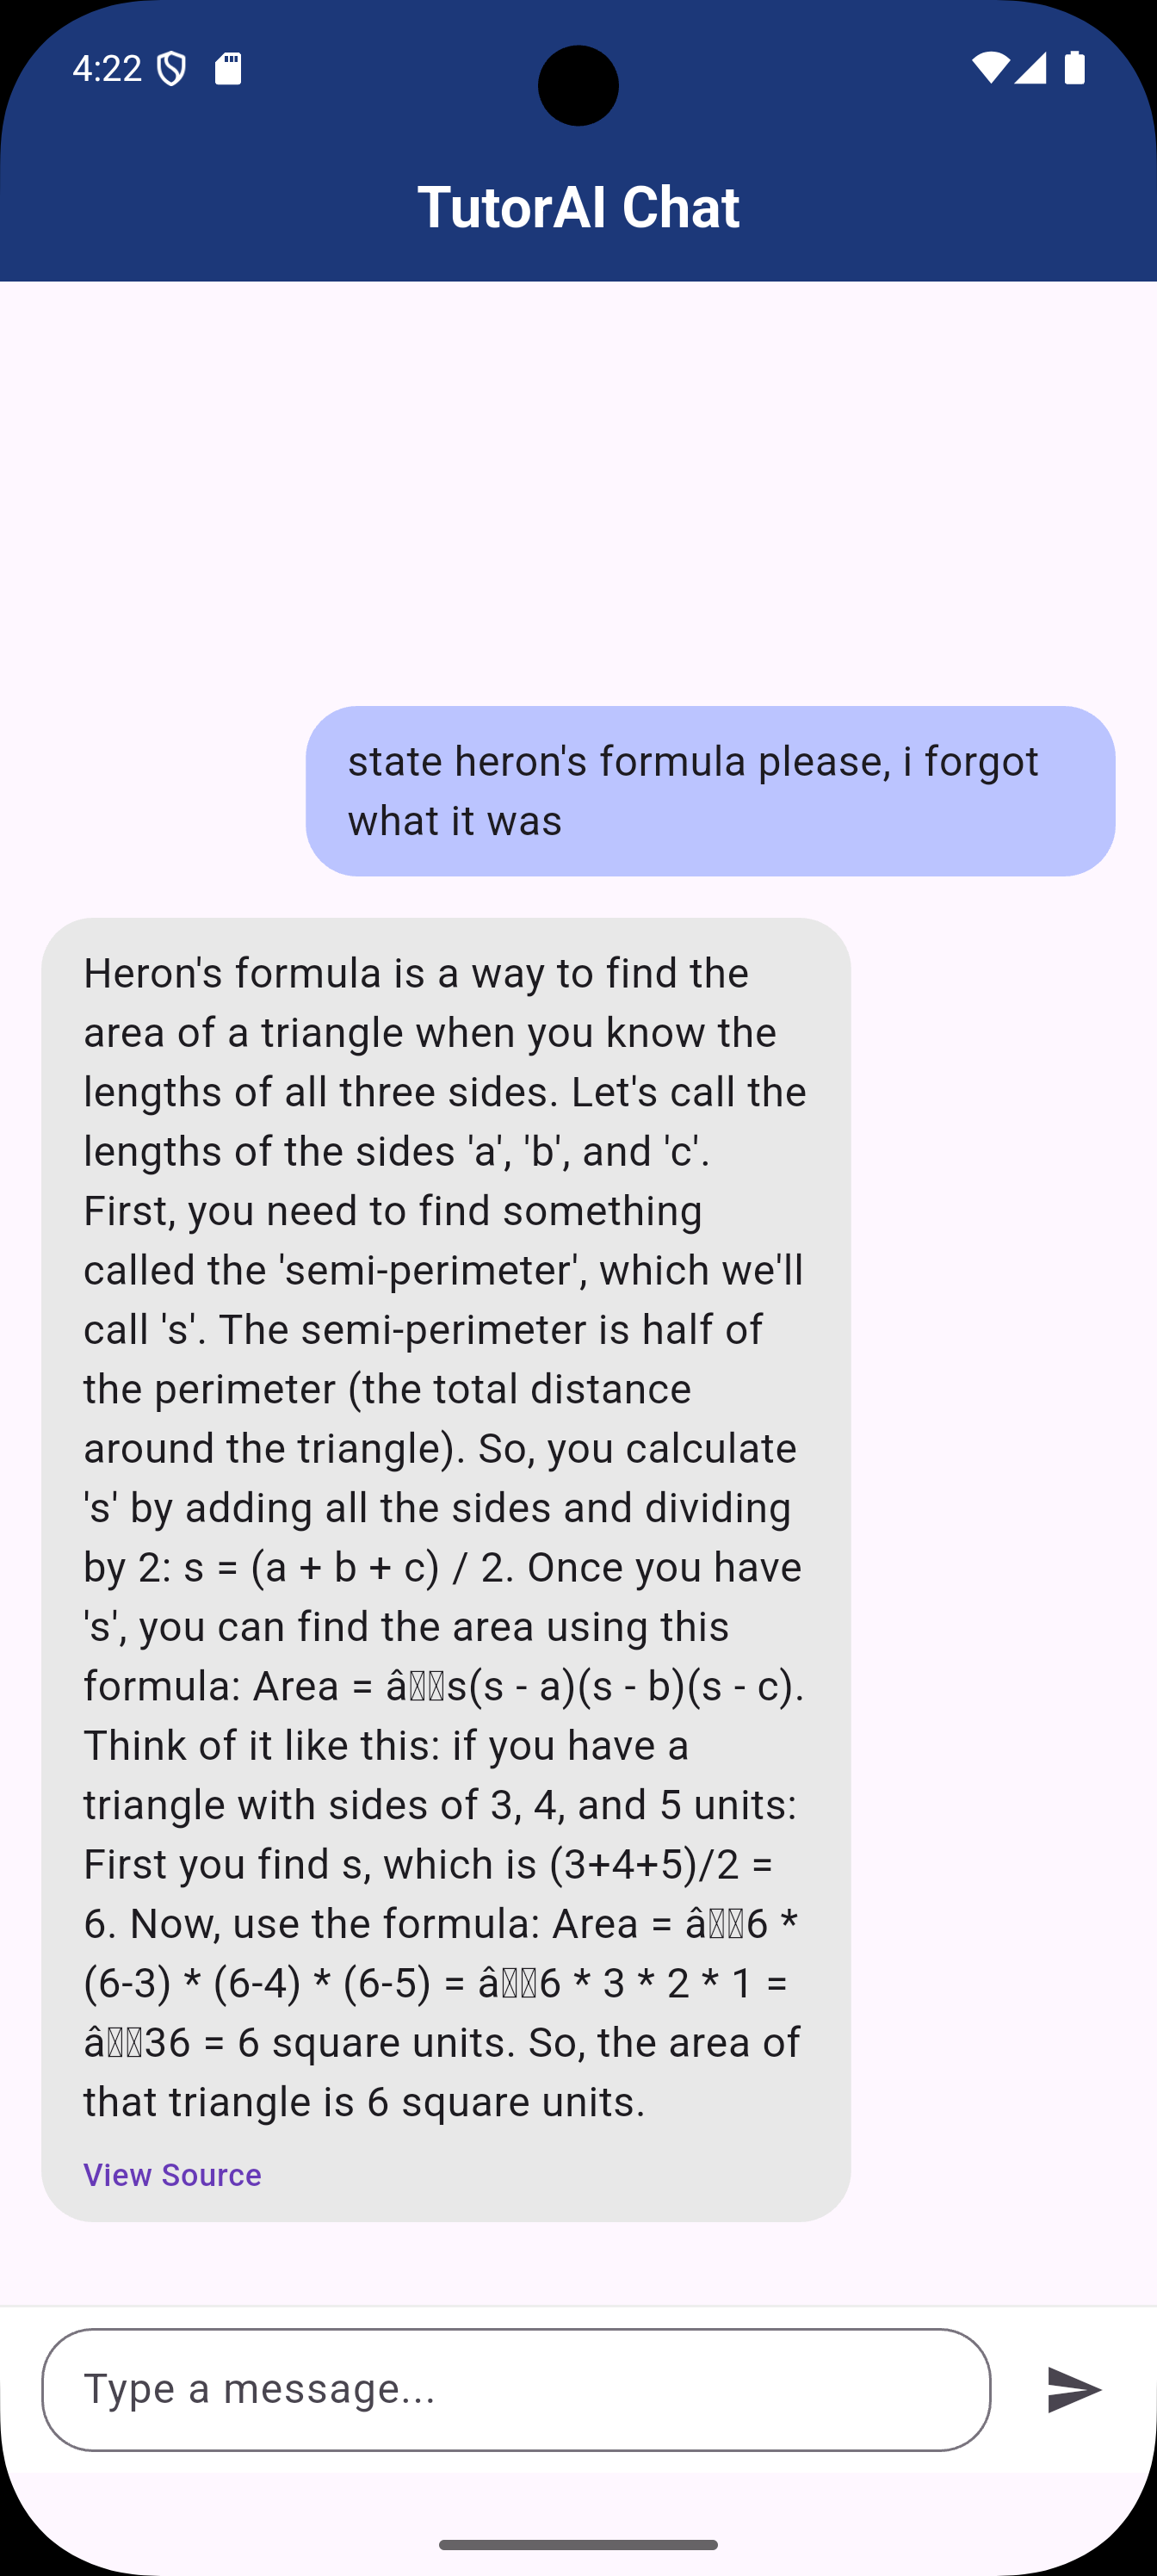 4:22
TutorAI Chat
state heron's formula please, i forgot
what it was
Heron's formula is a way to find the
area of a triangle when you know the
lengths of all three sides. Let's call the
lengths of the sides 'a', 'b', and 'c'.
First, you need to find something
called the 'semi-perimeter', which we'll
call 's'. The semi-perimeter is half of
the perimeter (the total distance
around the triangle). So, you calculate
's' by adding all the sides and dividing
by 2: s = (a + b + c) / 2. Once you have
's', you can find the area using this
formula: Area = â��s(s - a)(s - b)(s - c).
Think of it like this: if you have a
triangle with sides of 3, 4, and 5 units:
First you find s, which is (3+4+5)/2 =
6. Now, use the formula: Area = â��6 *
(6-3) * (6-4) * (6-5) = â��6 * 3 * 2 * 1 =
â��36 = 6 square units. So, the area of
that triangle is 6 square units.
View Source
Type a message...